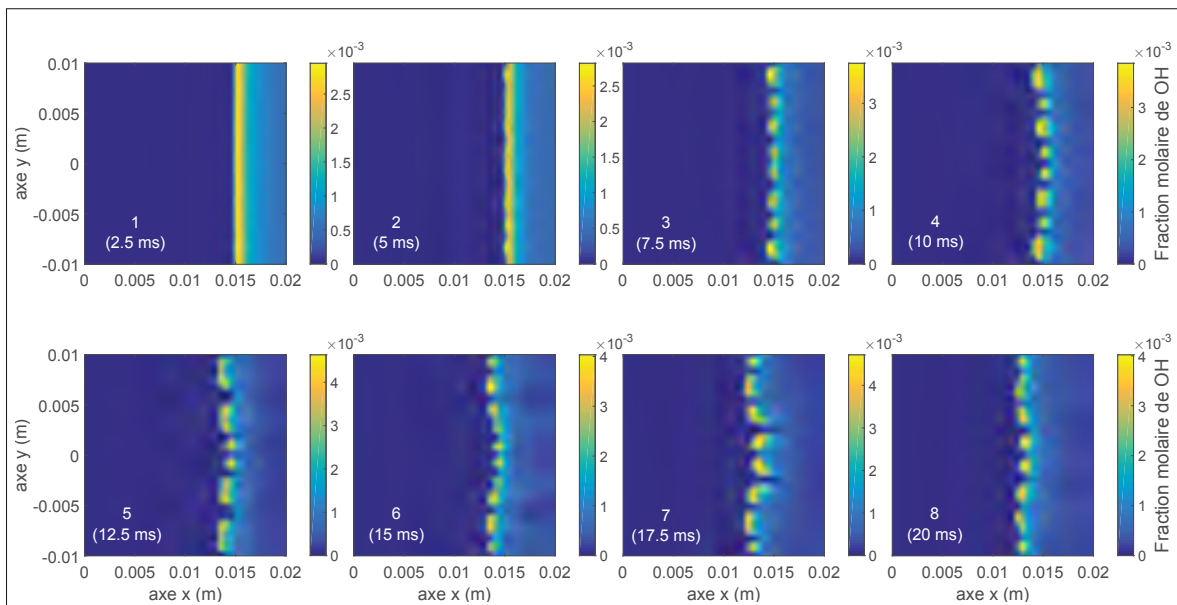 ×10⁻³ ×10⁻³ ×10⁻³ ×10⁻³
0.01 2.5 2 1.5 1 0.5 0
0.005
0
-0.005
-0.01
axe y (m)
1
(2.5 ms)
0 0.005 0.01 0.015 0.02
2.5 2 1.5 1 0.5 0
2
(5 ms)
0 0.005 0.01 0.015 0.02
3 2 1 0
3
(7.5 ms)
0 0.005 0.01 0.015 0.02
3 2 1 0
4
(10 ms)
0 0.005 0.01 0.015 0.02
Fraction molaire de OH
×10⁻³ ×10⁻³ ×10⁻³ ×10⁻³
0.01
0.005
0
-0.005
-0.01
axe y (m)
4 3 2 1 0
5
(12.5 ms)
0 0.005 0.01 0.015 0.02
axe x (m)
4 3 2 1 0
6
(15 ms)
0 0.005 0.01 0.015 0.02
axe x (m)
4 3 2 1 0
7
(17.5 ms)
0 0.005 0.01 0.015 0.02
axe x (m)
4 3 2 1 0
8
(20 ms)
0 0.005 0.01 0.015 0.02
axe x (m)
Fraction molaire de OH